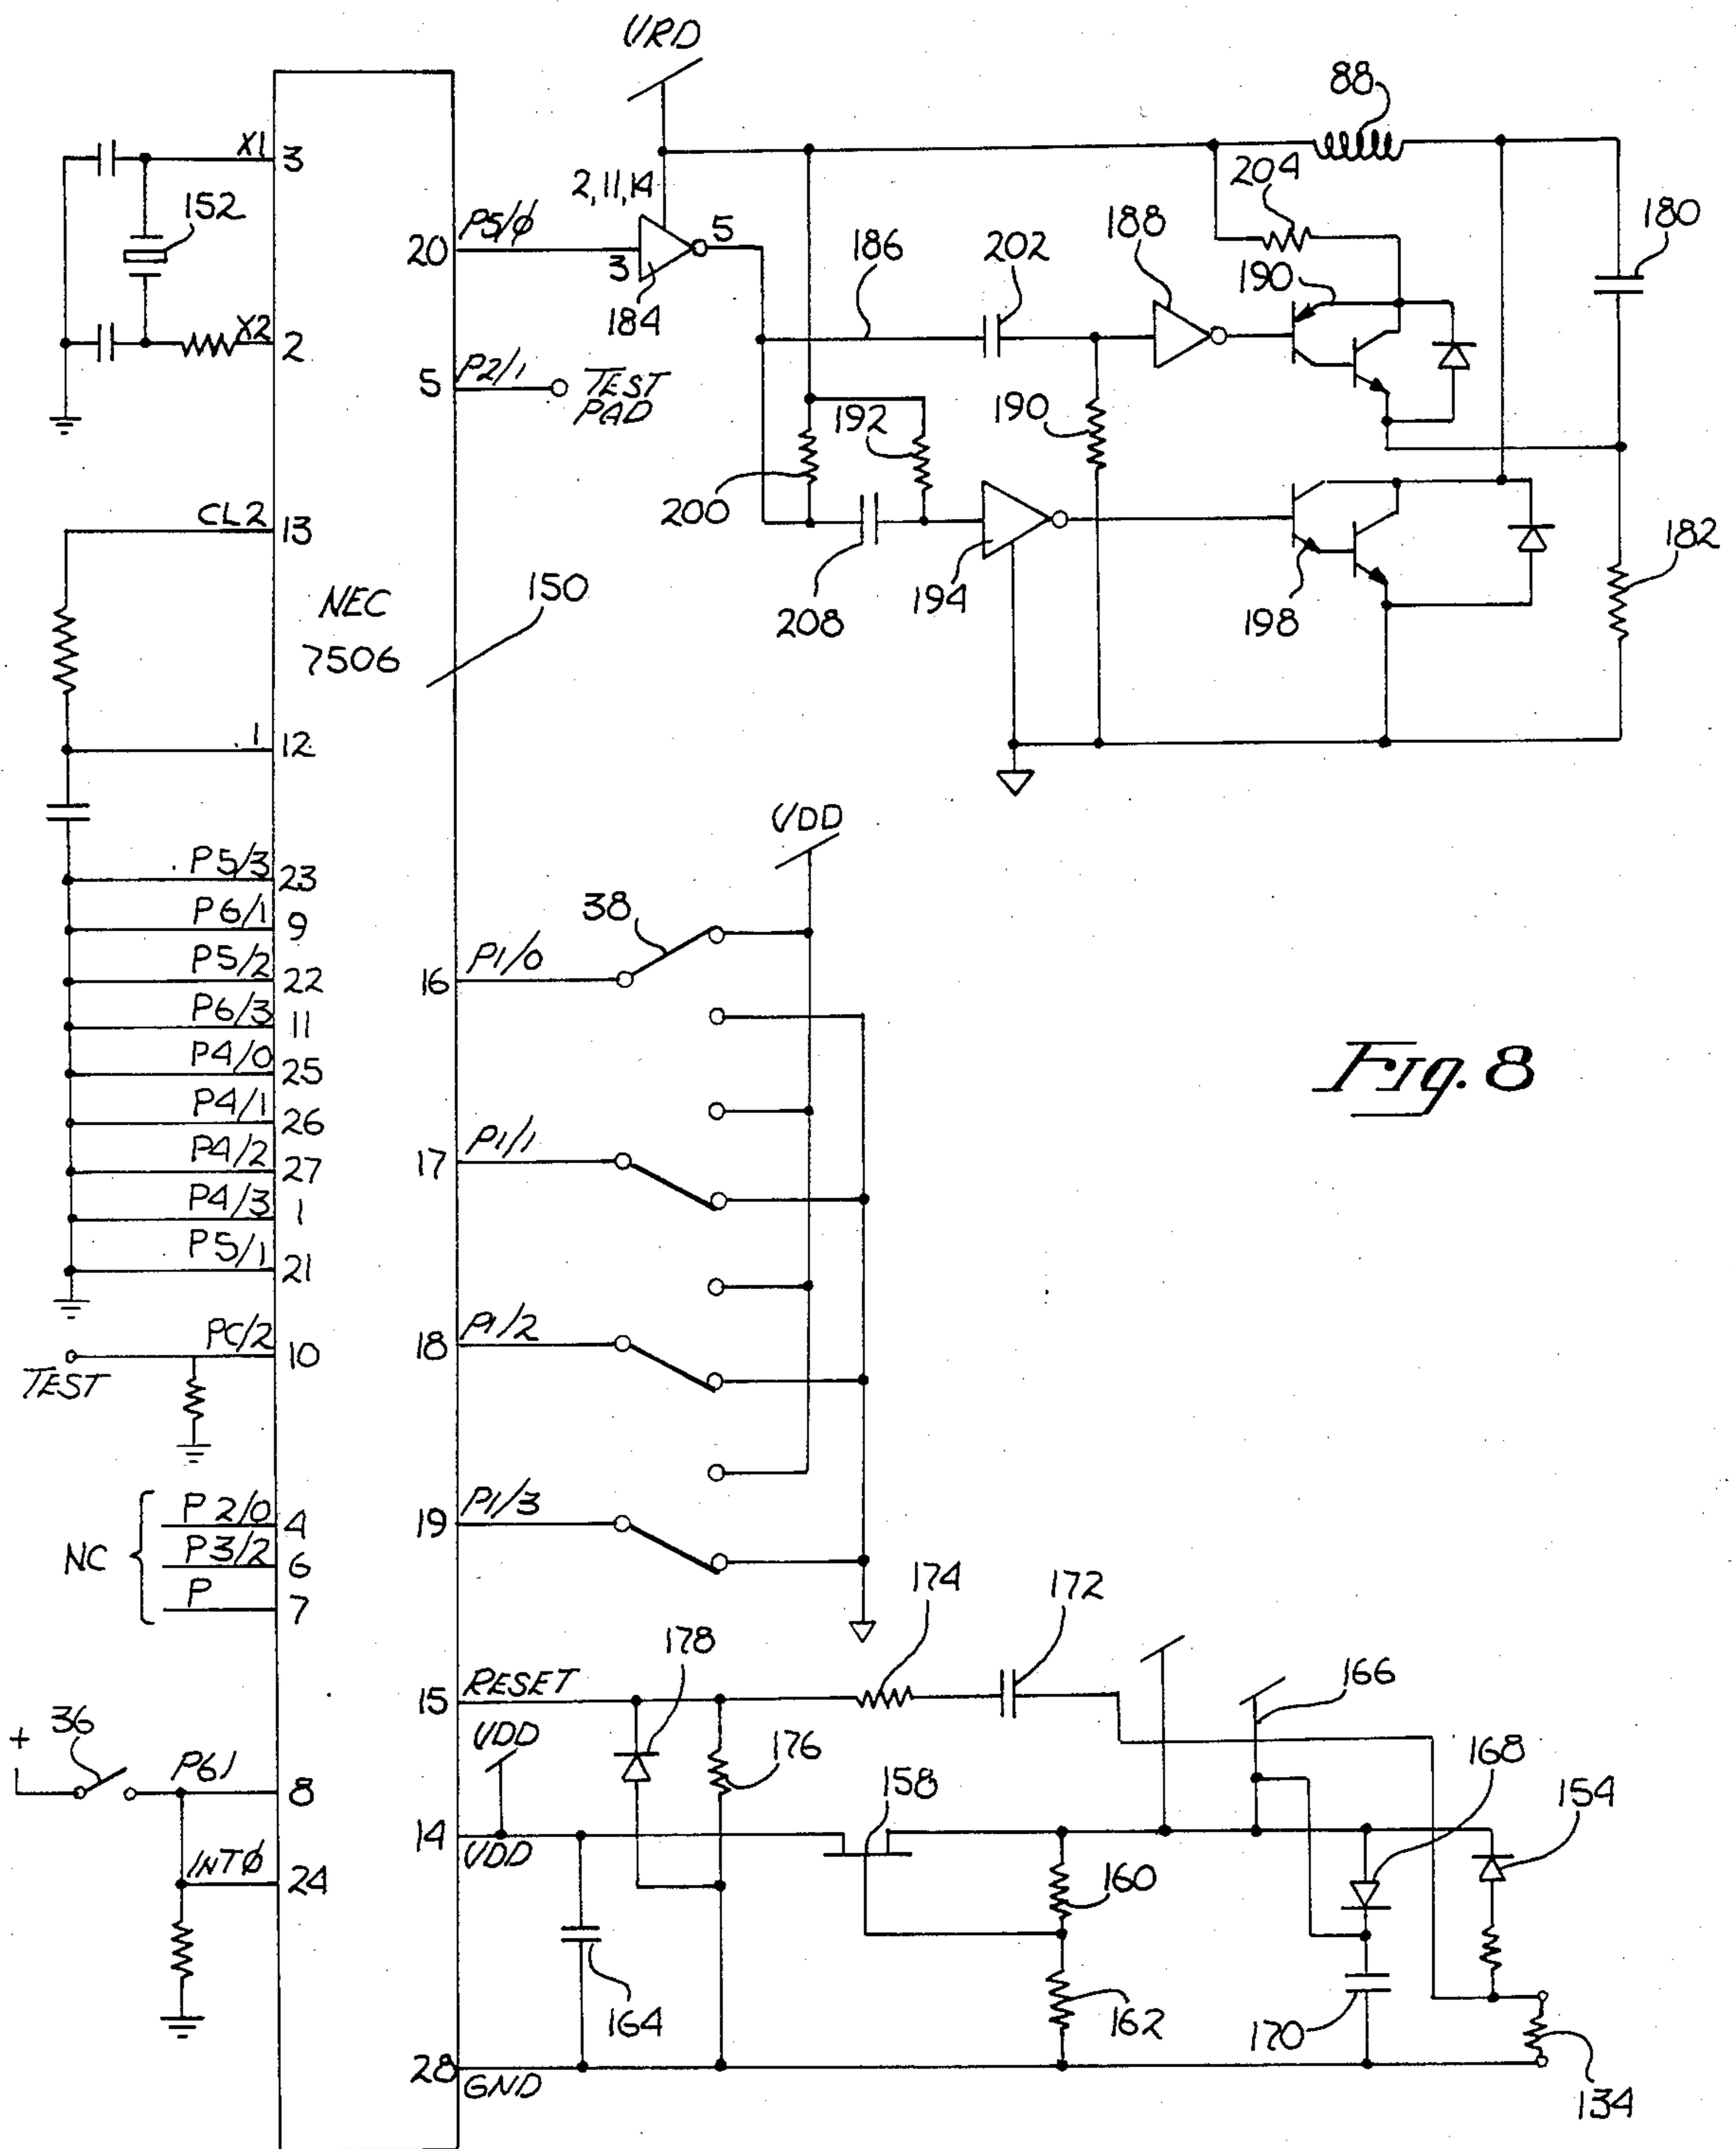 VRD
88
X1 3
2,11,14
204
152
P5/ϕ
20
3
5
184
186
202
188
190
180
X2 2
5 P2/1 TEST
PAD
192
190
200
CL2 13
208
194
198
182
NEC
7506
150
1 12
VDD
P5/3 23
P6/1 9
P5/2 22
P6/3 11
P4/0 25
P4/1 26
P4/2 27
P4/3 1
P5/1 21
38
16 P1/0
17 P1/1
18 P1/2
19 P1/3
Fig. 8
PC/2 10
TEST
NC
P2/0 4
P3/2 6
P 7
174
172
178
15 RESET
166
+ 36
P61 8
VDD
176
158
168
154
14 VDD
INTϕ 24
160
164
162
170
28 GND
134